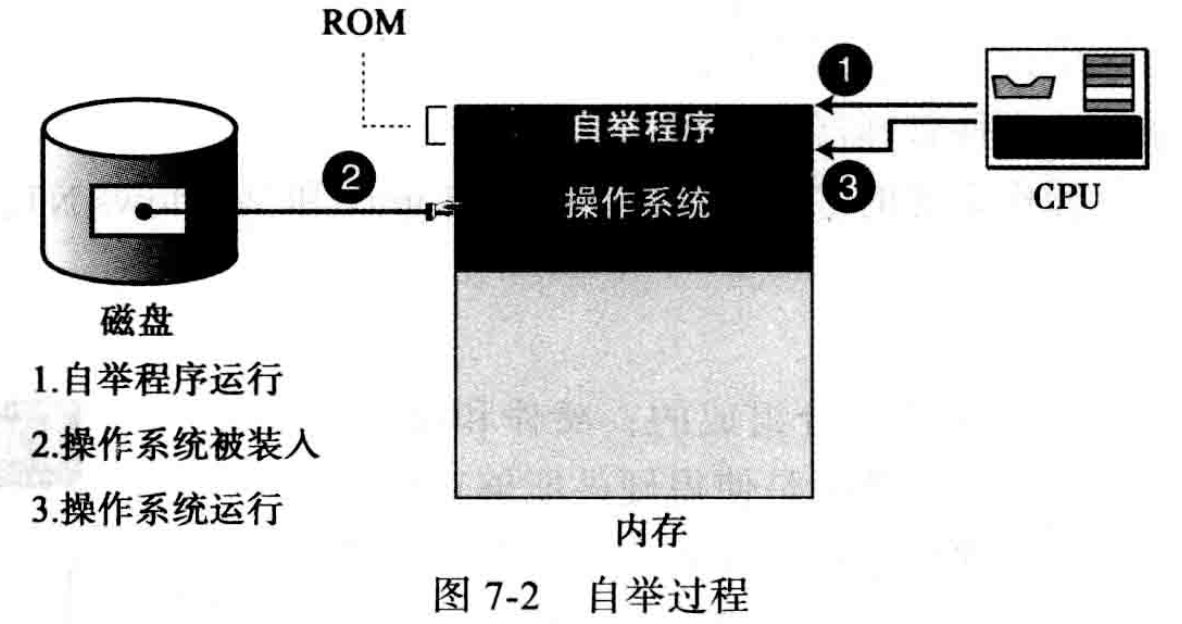 ROM
1
自举程序
2
3
操作系统
CPU
磁盘
1.自举程序运行
2.操作系统被装入
3.操作系统运行
内存
图 7-2 自举过程